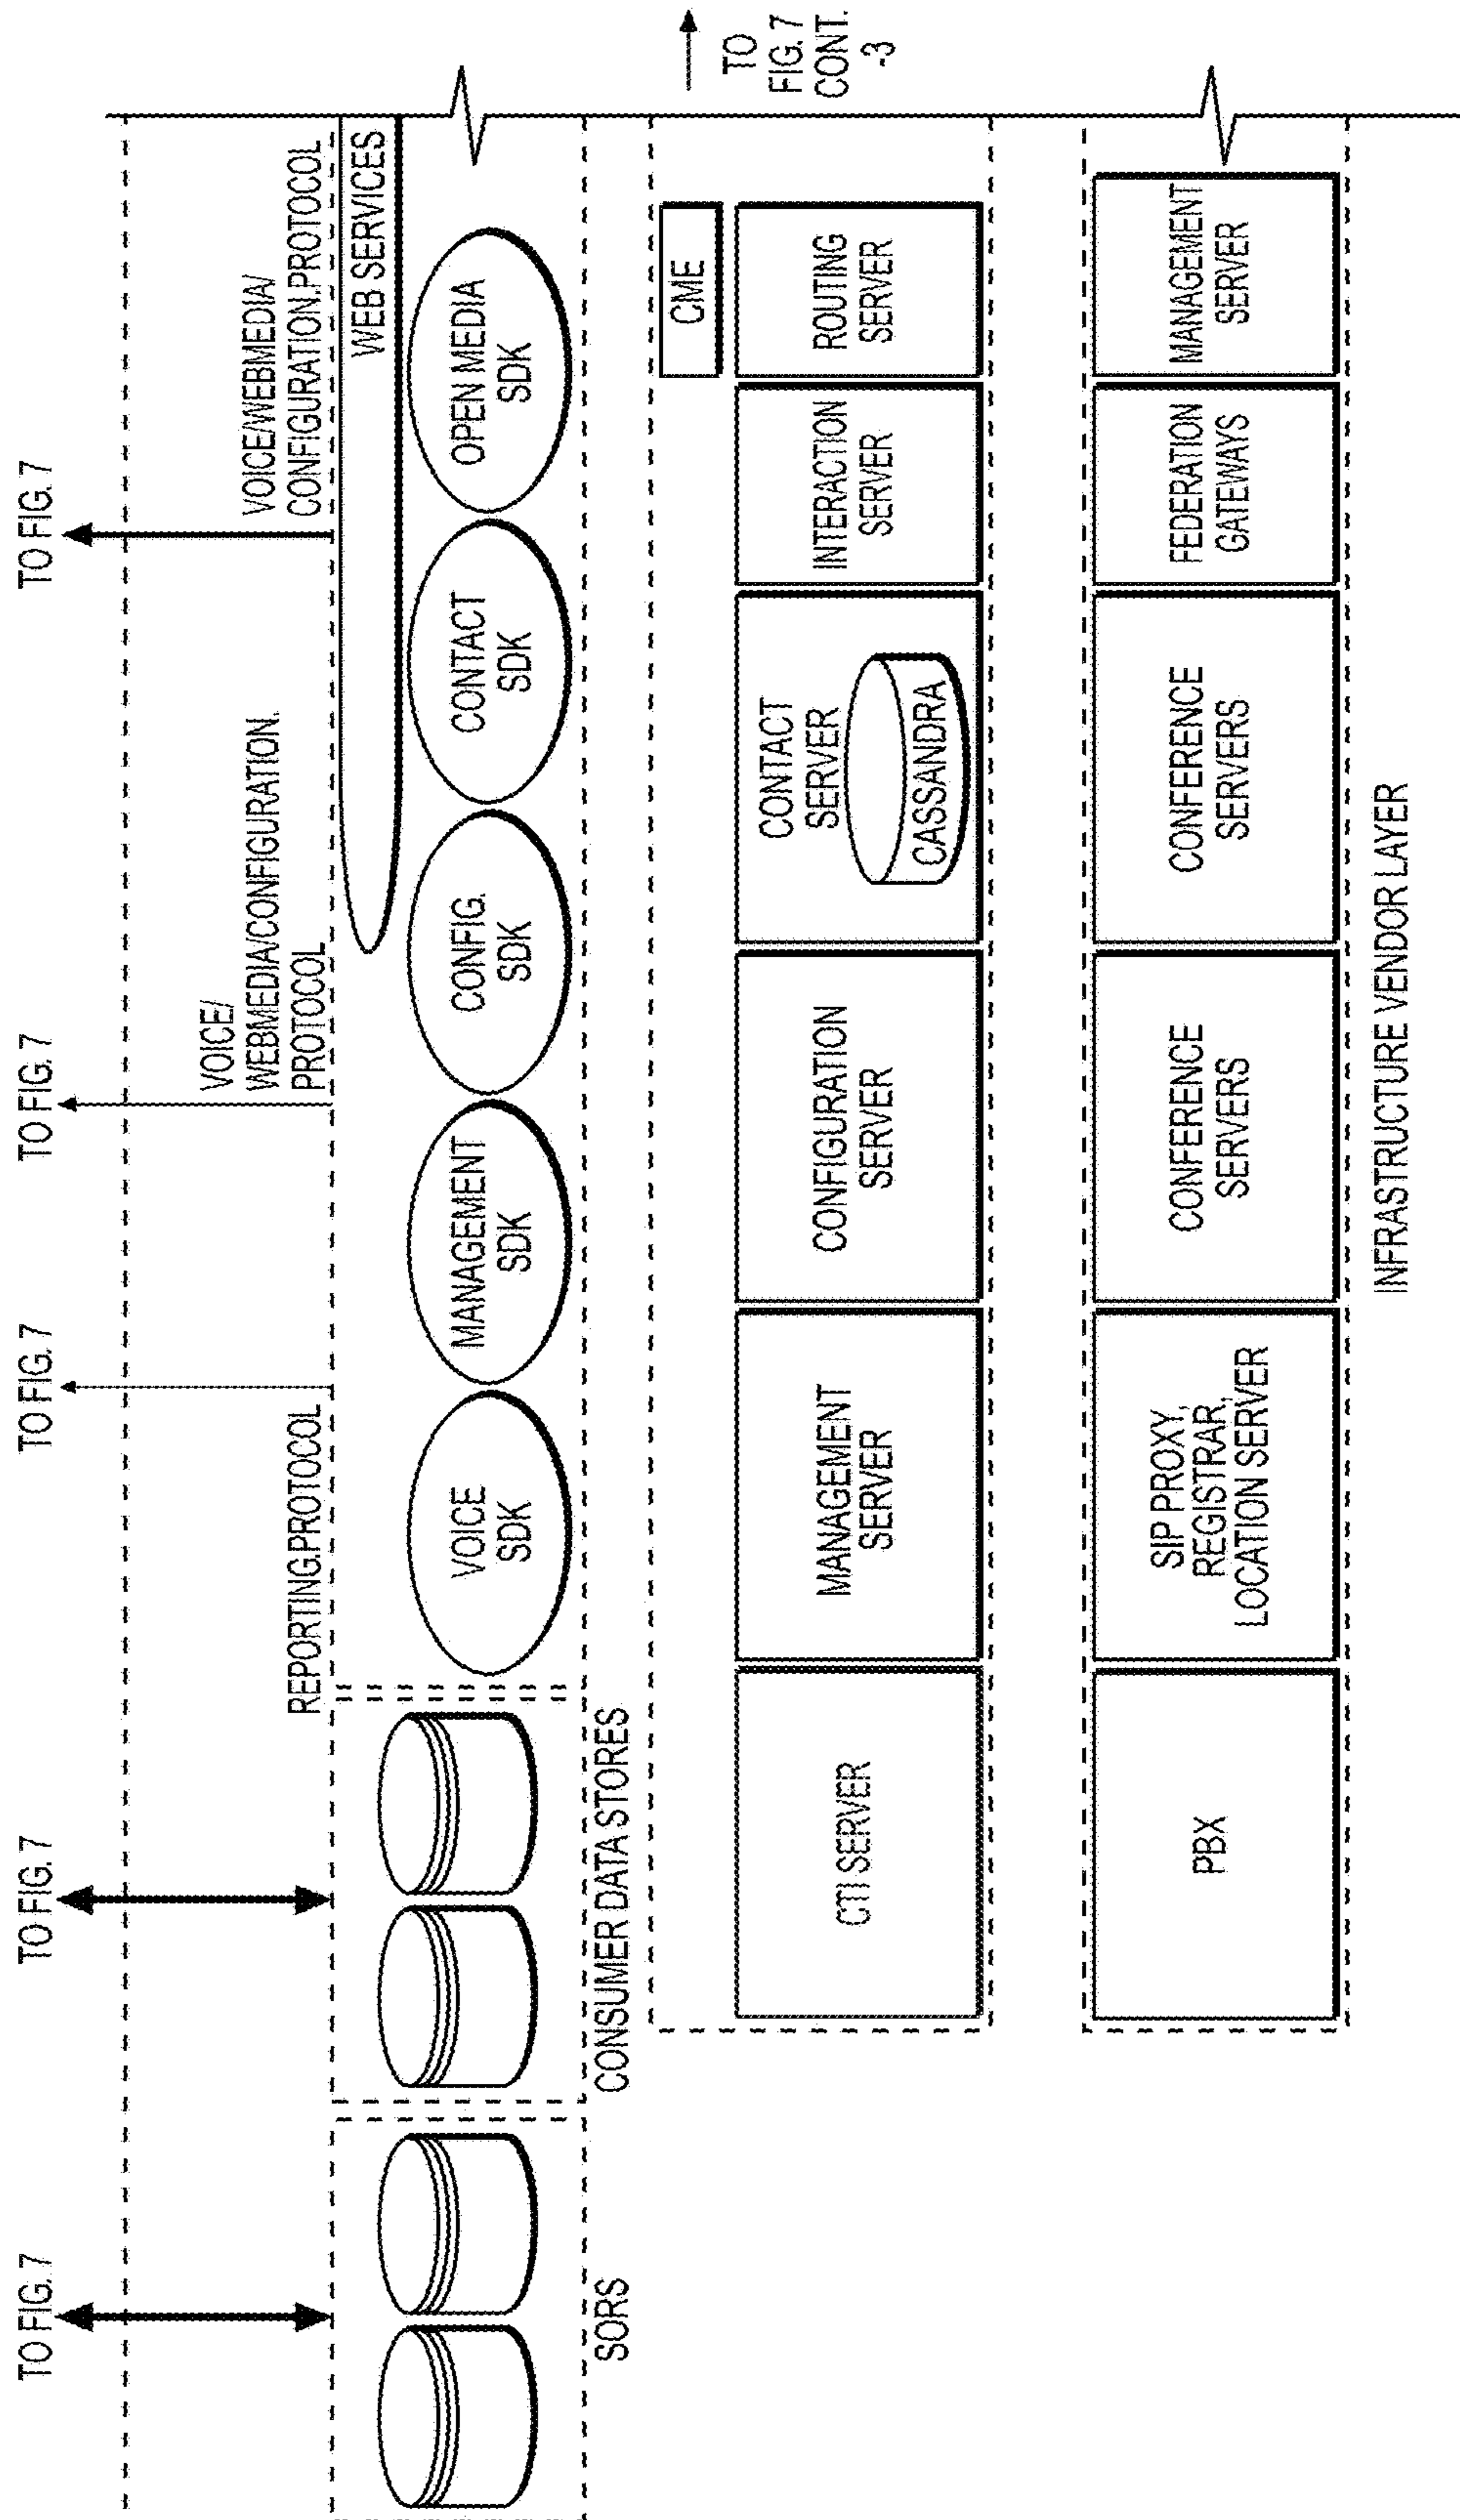 TO FIG. 7
TO FIG. 7
TO FIG. 7
TO FIG. 7
TO FIG. 7
REPORTING.PROTOCOL
VOICE/
WEBMEDIA/CONFIGURATION.
PROTOCOL
VOICE/WEBMEDIA/
CONFIGURATION.PROTOCOL
WEB SERVICES
VOICE
SDK
MANAGEMENT
SDK
CONFIG.
SDK
CONTACT
SDK
OPEN MEDIA
SDK
SORS
CONSUMER DATA STORES
CME
TO
FIG. 7
CONT.
-3
CTI SERVER
MANAGEMENT
SERVER
CONFIGURATION
SERVER
CONTACT
SERVER
CASSANDRA
INTERACTION
SERVER
ROUTING
SERVER
PBX
SIP PROXY,
REGISTRAR,
LOCATION SERVER
CONFERENCE
SERVERS
CONFERENCE
SERVERS
FEDERATION
GATEWAYS
MANAGEMENT
SERVER
INFRASTRUCTURE VENDOR LAYER